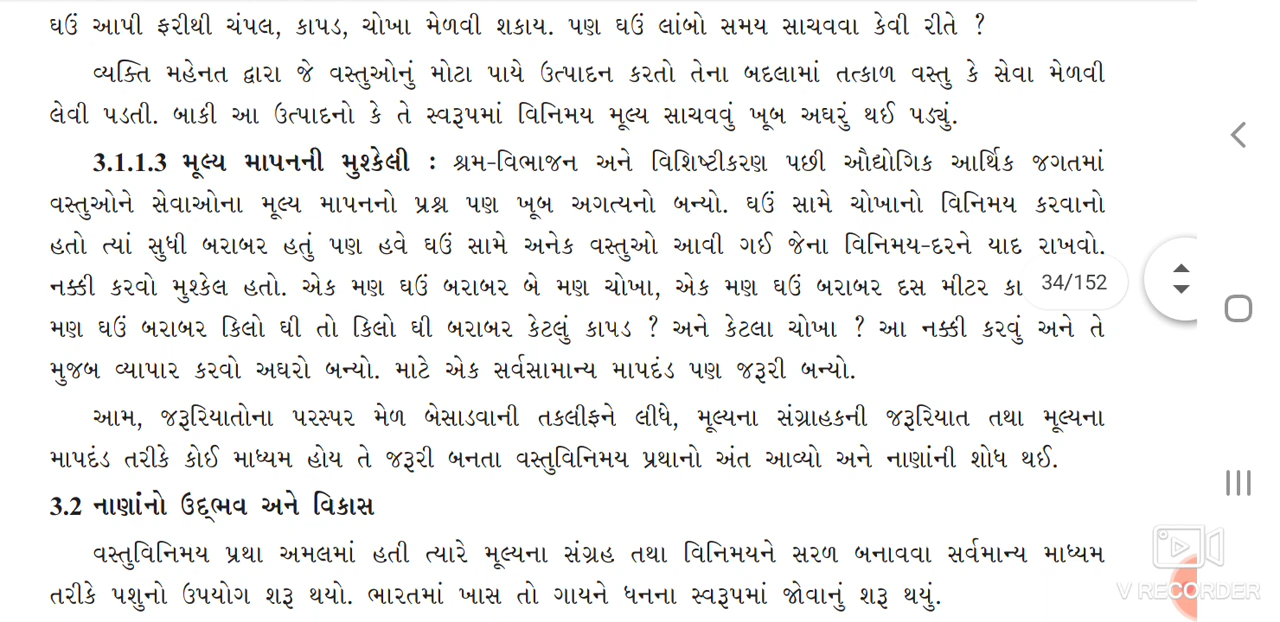 ઘઉં આપી ફરીથી ચંપલ, કાપડ, ચોખા મેળવી શકાય. પણ ઘઉં લાંબો સમય સાચવવા કેવી રીતે ?
વ્યક્તિ મહેનત દ્વારા જે વસ્તુઓનું મોટા પાયે ઉત્પાદન કરતો તેના બદલામાં તત્કાળ વસ્તુ કે સેવા મેળવી
લેવી પડતી. બાકી આ ઉત્પાદનો કે તે સ્વરૂપમાં વિનિમય મૂલ્ય સાચવવું ખૂબ અઘરું થઈ પડ્યું.
3.1.1.3 મૂલ્ય માપનની મુશ્કેલી : શ્રમ-વિભાજન અને વિશિષ્ટીકરણ પછી ઔદ્યોગિક આર્થિક જગતમાં
વસ્તુઓને સેવાઓના મૂલ્ય માપનનો પ્રશ્ન પણ ખૂબ અગત્યનો બન્યો. ઘઉં સામે ચોખાનો વિનિમય કરવાનો
હતો ત્યાં સુધી બરાબર હતું પણ હવે ઘઉં સામે અનેક વસ્તુઓ આવી ગઈ જેના વિનિમય-દરને યાદ રાખવો.
નક્કી કરવો મુશ્કેલ હતો. એક મણ ઘઉં બરાબર બે મણ ચોખા, એક મણ ઘઉં બરાબર દસ મીટર કા
34/152
મણ ઘઉં બરાબર કિલો ઘી તો કિલો ઘી બરાબર કેટલું કાપડ ? અને કેટલા ચોખા ? આ નક્કી કરવું અને તે
મુજબ વ્યાપાર કરવો અઘરો બન્યો. માટે એક સર્વસામાન્ય માપદંડ પણ જરૂરી બન્યો.
આમ, જરૂરિયાતોના પરસ્પર મેળ બેસાડવાની તકલીફને લીધે, મૂલ્યના સંગ્રાહકની જરૂરિયાત તથા મૂલ્યના
માપદંડ તરીકે કોઈ માધ્યમ હોય તે જરૂરી બનતા વસ્તુવિનિમય પ્રથાનો અંત આવ્યો અને નાણાંની શોધ થઈ.
3.2 નાણાંનો ઉદ્‌ભવ અને વિકાસ
વસ્તુવિનિમય પ્રથા અમલમાં હતી ત્યારે મૂલ્યના સંગ્રહ તથા વિનિમયને સરળ બનાવવા સર્વમાન્ય માધ્યમ
તરીકે પશુનો ઉપયોગ શરૂ થયો. ભારતમાં ખાસ તો ગાયને ધનના સ્વરૂપમાં જોવાનું શરૂ થયું.
V RECORDER